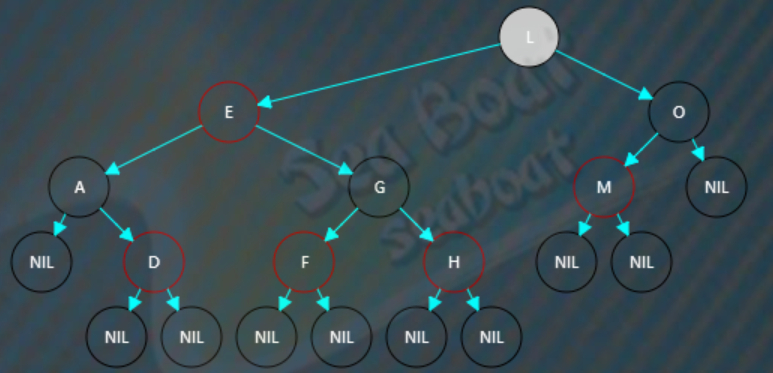 L
E O
A G M NIL
NIL D F H NIL NIL
NIL NIL NIL NIL NIL NIL
Sea Boat
seaboat